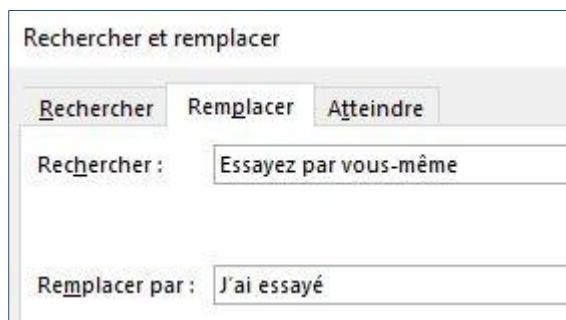 Rechercher et remplacer
Rechercher Remplacer Atteindre
Rechercher : Essayez par vous-même
Remplacer par : J'ai essayé